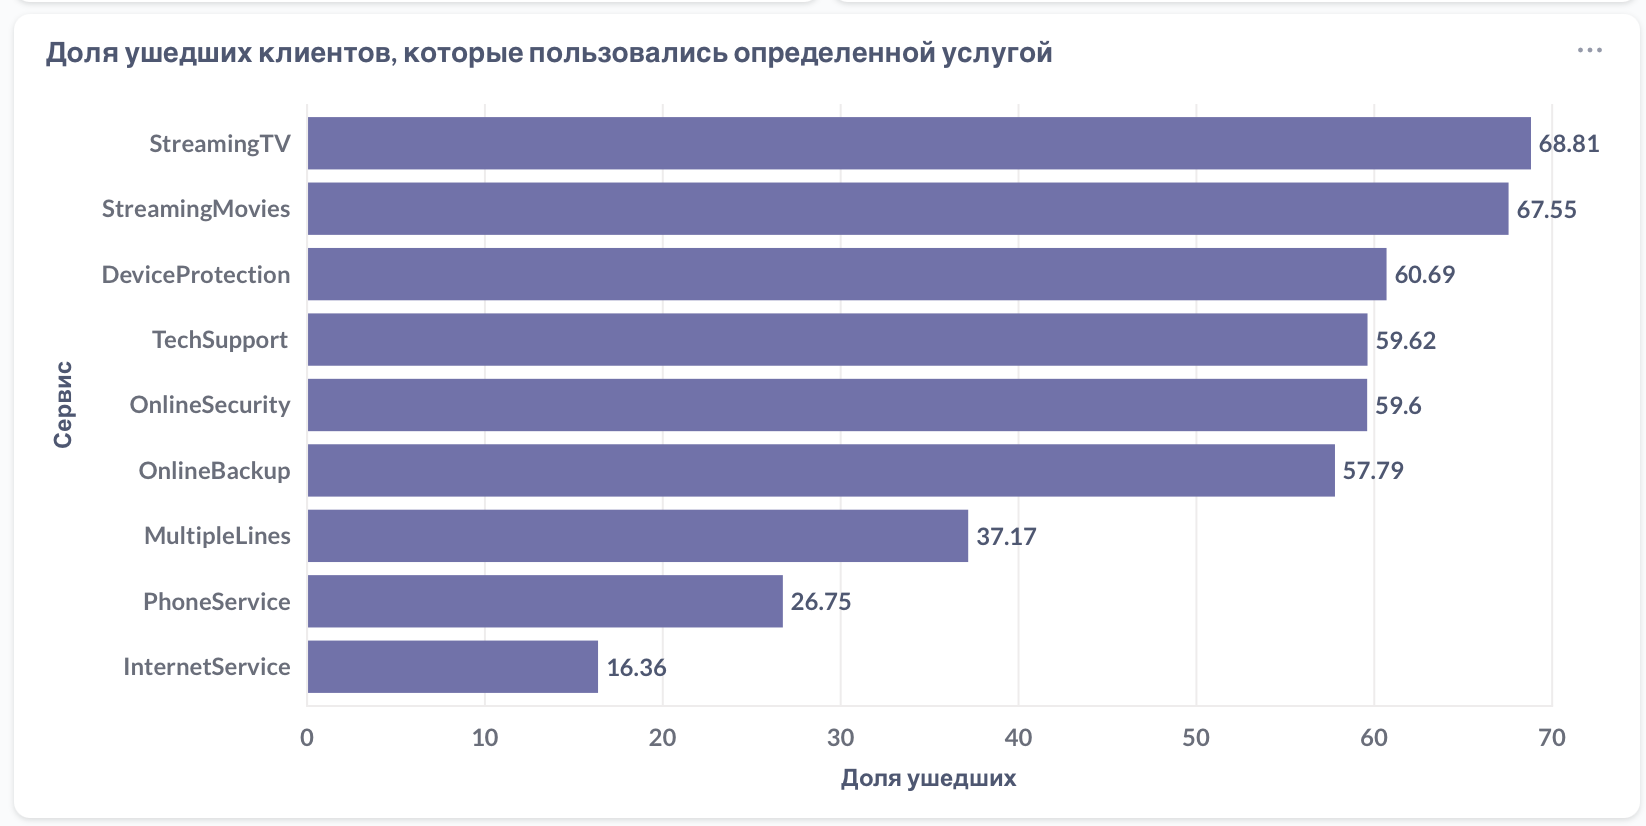 Доля ушедших клиентов, которые пользовались определенной услугой
StreamingTV 68.81
StreamingMovies 67.55
DeviceProtection 60.69
TechSupport 59.62
OnlineSecurity 59.6
OnlineBackup 57.79
MultipleLines 37.17
PhoneService 26.75
InternetService 16.36
Сервис
0 10 20 30 40 50 60 70
Доля ушедших